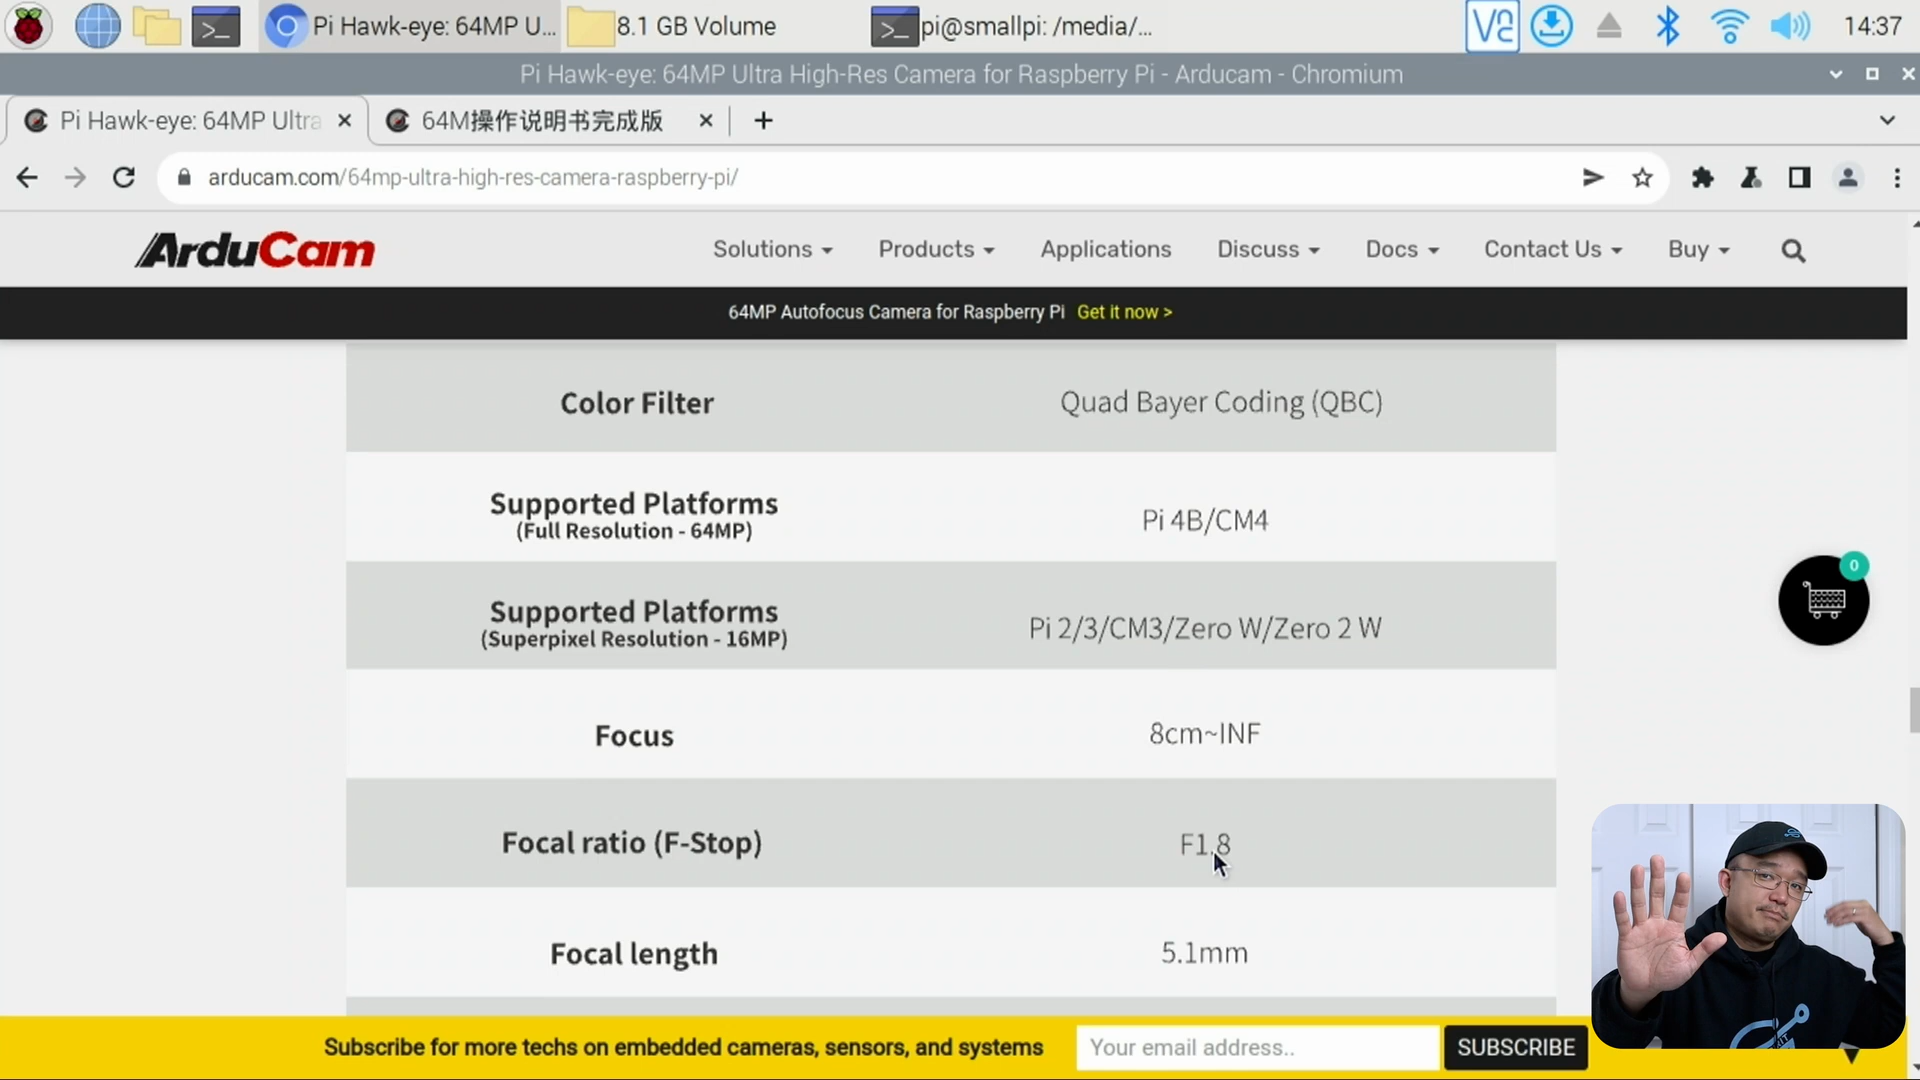 Pi Hawk-eye: 64MP U...
8.1 GB Volume
pi@smallpi: /media/...
14:37
Pi Hawk-eye: 64MP Ultra High-Res Camera for Raspberry Pi - Arducam - Chromium
Pi Hawk-eye: 64MP Ultra
64M操作说明书完成版
arducam.com/64mp-ultra-high-res-camera-raspberry-pi/
ArduCam
Solutions
Products
Applications
Discuss
Docs
Contact Us
Buy
64MP Autofocus Camera for Raspberry Pi Get it now >
Color Filter
Quad Bayer Coding (QBC)
Supported Platforms
(Full Resolution - 64MP)
Pi 4B/CM4
0
Supported Platforms
(Superpixel Resolution - 16MP)
Pi 2/3/CM3/Zero W/Zero 2 W
Focus
8cm~INF
Focal ratio (F-Stop)
F1.8
Focal length
5.1mm
Subscribe for more techs on embedded cameras, sensors, and systems
Your email address..
SUBSCRIBE